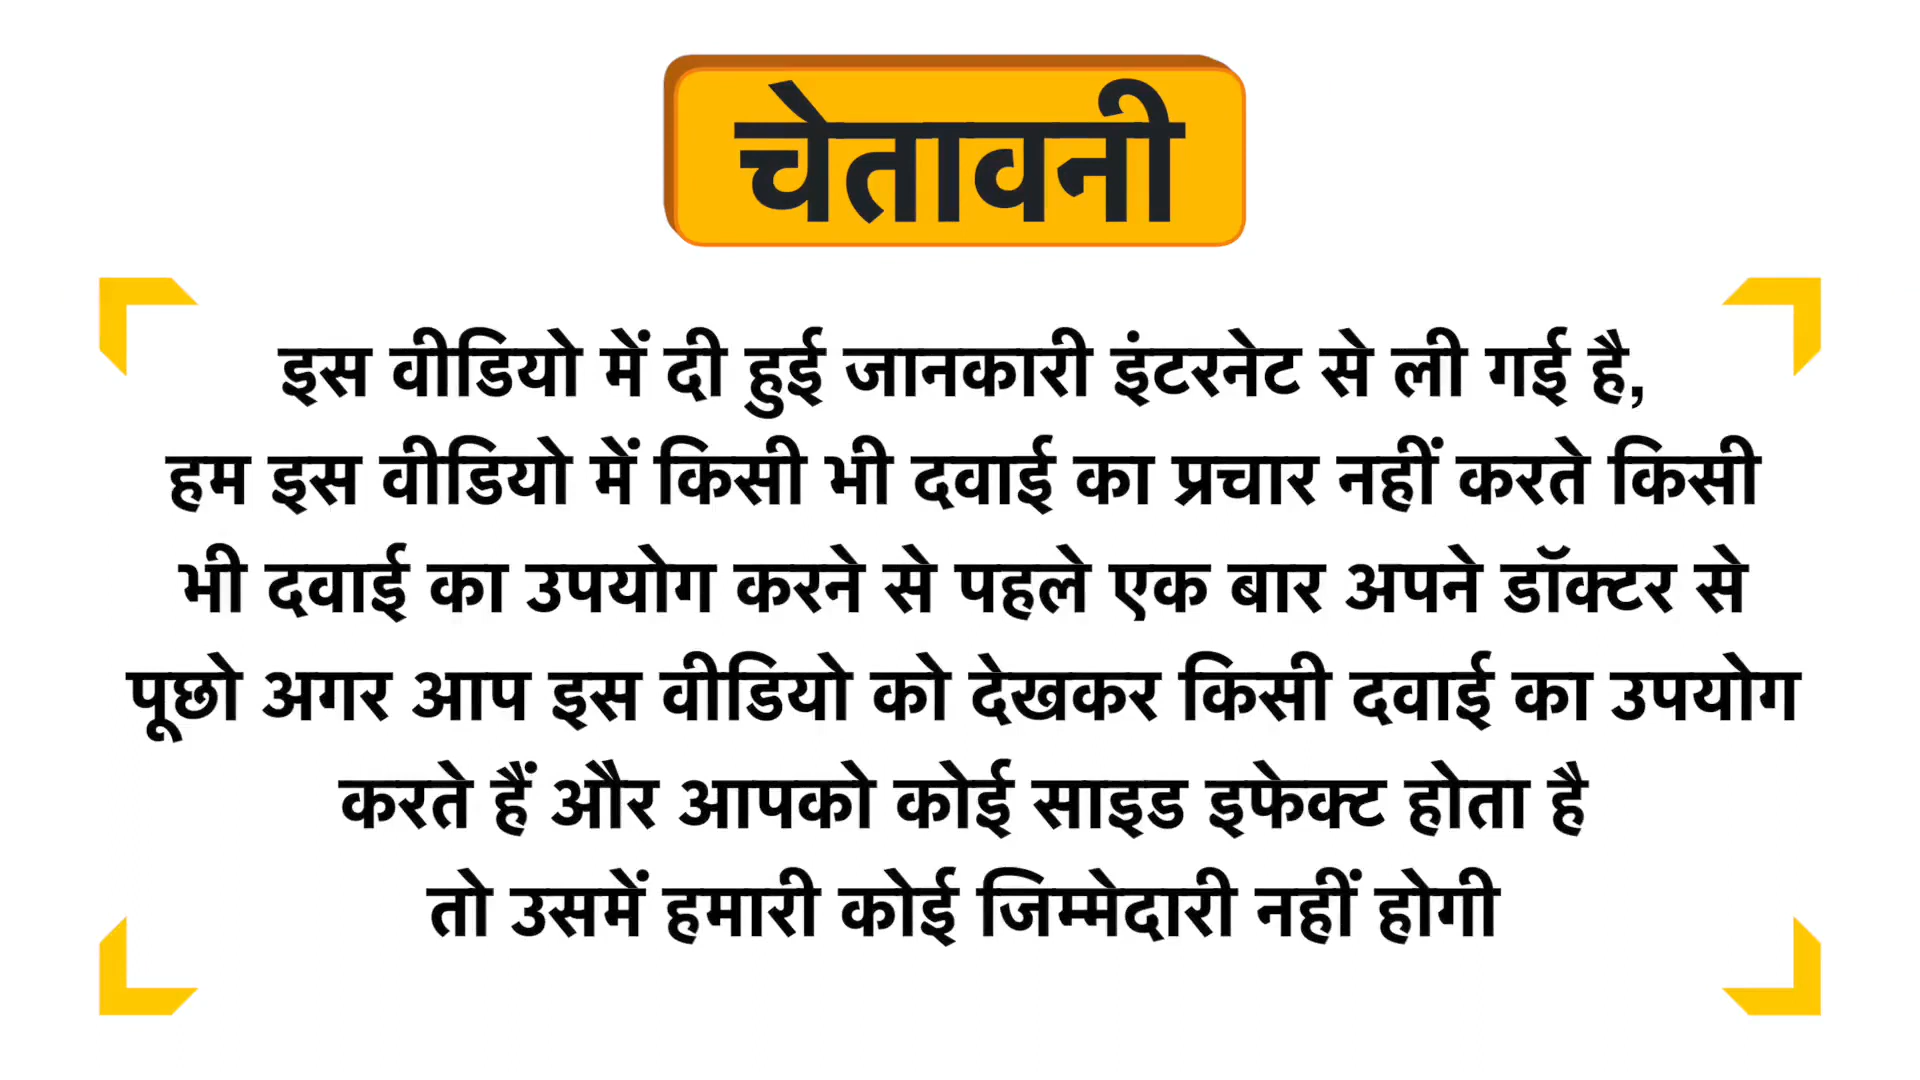 चेतावनी
इस वीडियो में दी हुई जानकारी इंटरनेट से ली गई है,
हम इस वीडियो में किसी भी दवाई का प्रचार नहीं करते किसी
भी दवाई का उपयोग करने से पहले एक बार अपने डॉक्टर से
पूछो अगर आप इस वीडियो को देखकर किसी दवाई का उपयोग
करते हैं और आपको कोई साइड इफेक्ट होता है
तो उसमें हमारी कोई जिम्मेदारी नहीं होगी